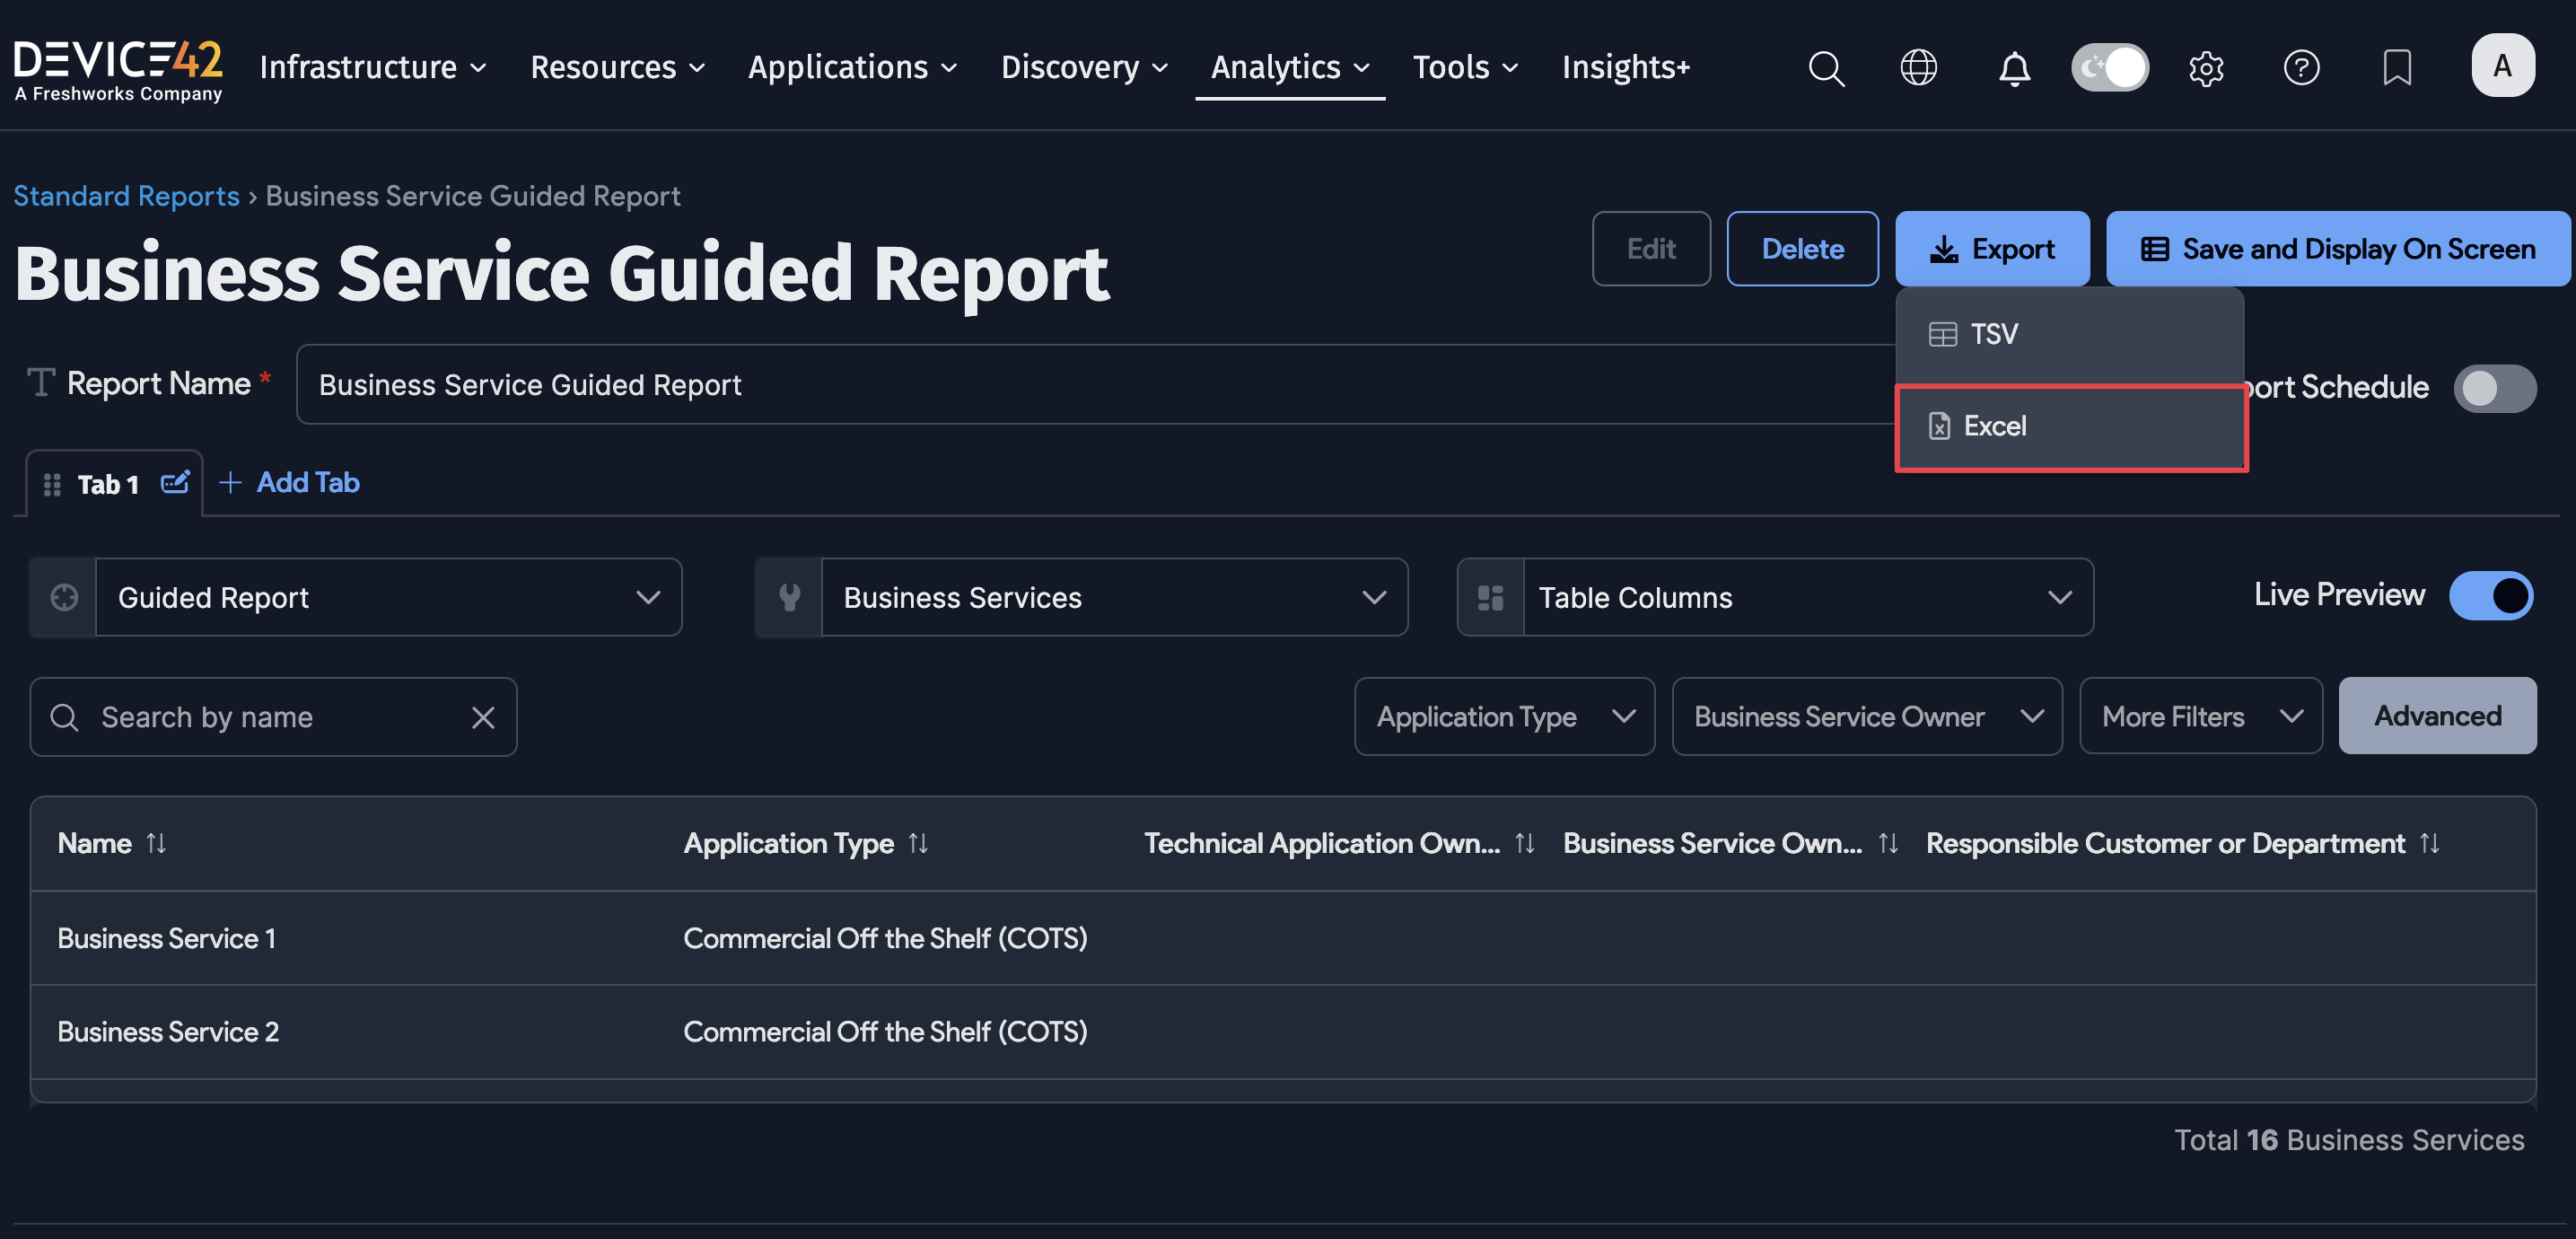 DEVICE42
A Freshworks Company
Infrastructure Resources Applications Discovery Analytics Tools Insights+
A
Standard Reports › Business Service Guided Report
Business Service Guided Report
Edit Delete Export Save and Display On Screen
TSV
Excel
Report Name * Business Service Guided Report
port Schedule
Tab 1 + Add Tab
Guided Report Business Services Table Columns Live Preview
Search by name Application Type Business Service Owner More Filters Advanced
Name Application Type Technical Application Own... Business Service Own... Responsible Customer or Department
Business Service 1 Commercial Off the Shelf (COTS)
Business Service 2 Commercial Off the Shelf (COTS)
Total 16 Business Services